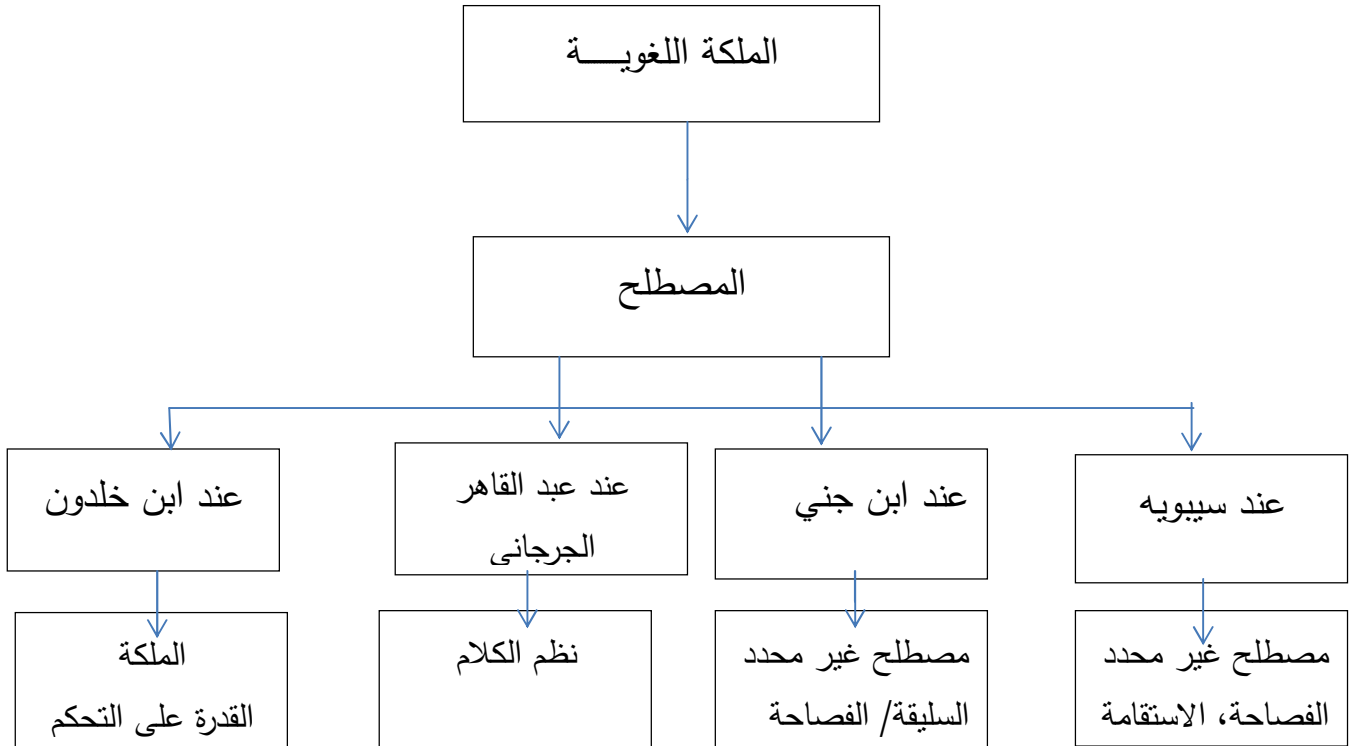 الملكة اللغويــــة
المصطلح
عند سيبويه
عند ابن جني
عند عبد القاهر
الجرجاني
عند ابن خلدون
مصطلح غير محدد
الفصاحة، الاستقامة
مصطلح غير محدد
السليقة/ الفصاحة
نظم الكلام
الملكة
القدرة على التحكم